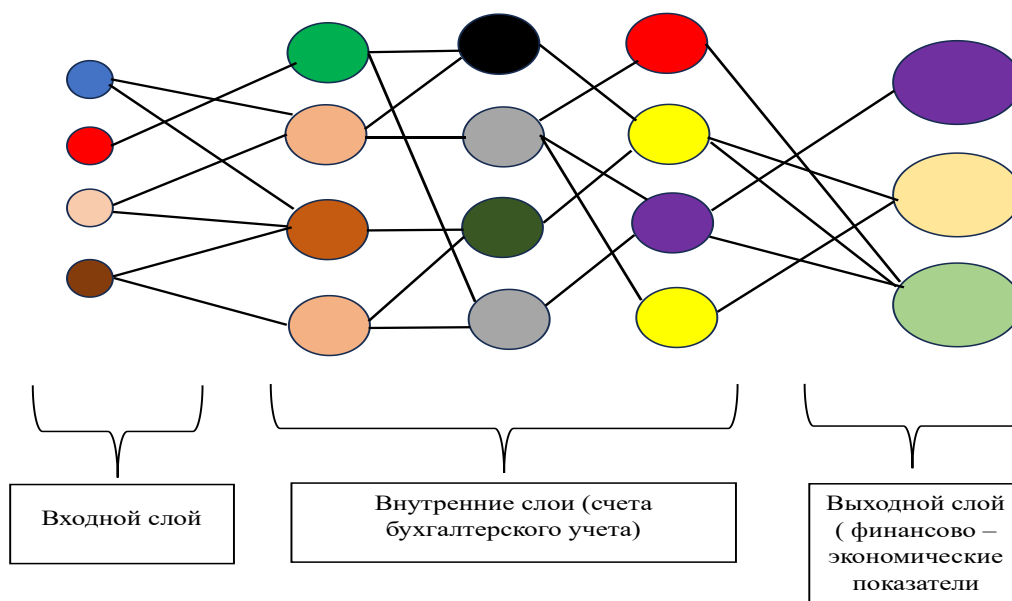 Входной слой
Внутренние слои (счета
бухгалтерского учета)
Выходной слой
( финансово –
экономические
показатели